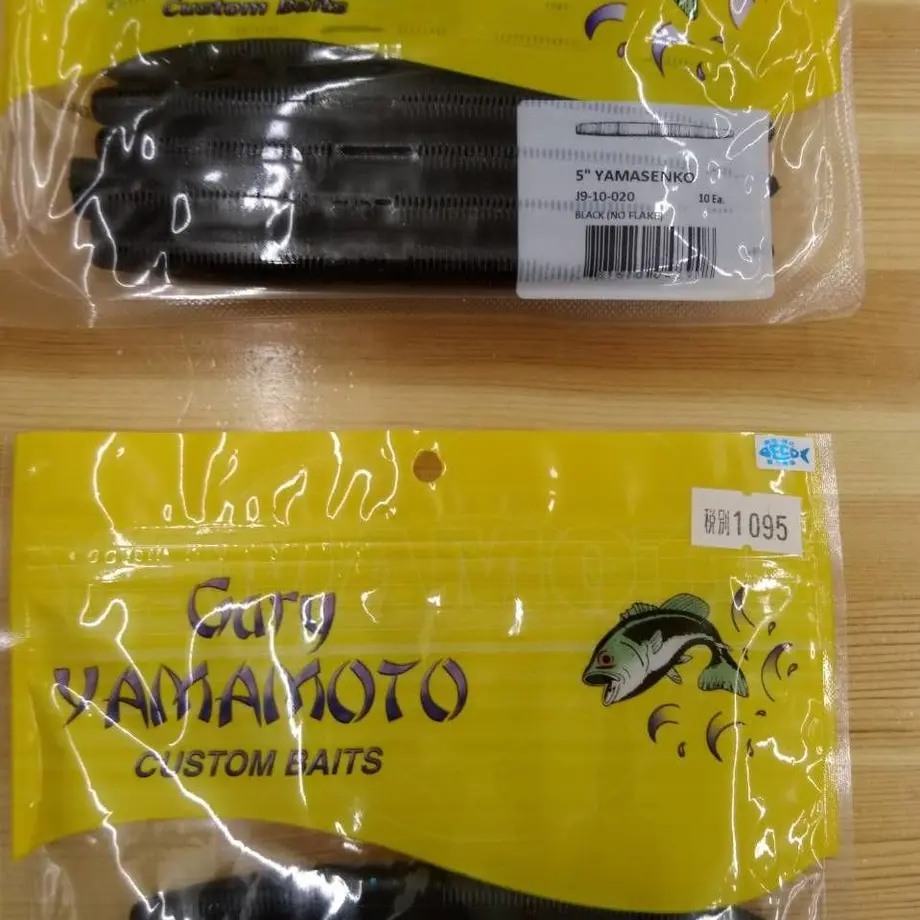 Custom Baits
5" YAMASENKO
J9-10-020 10 Ea.
BLACK (NO FLAKE)
ECO
税別1095
Gary
YAMAMOTO
CUSTOM BAITS